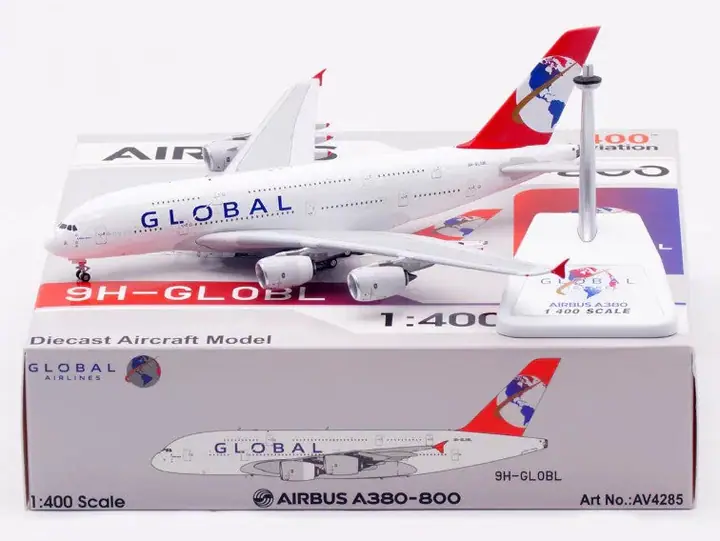 AIR
400
Aviation
800
GLOBAL
9H-GLOBL
1:400
GLOBAL
AIRBUS A380
1 400 SCALE
Diecast Aircraft Model
GLOBAL
AIRLINES
GLOBAL
9H-GLOBL
1:400 Scale
AIRBUS A380-800
Art No.:AV4285